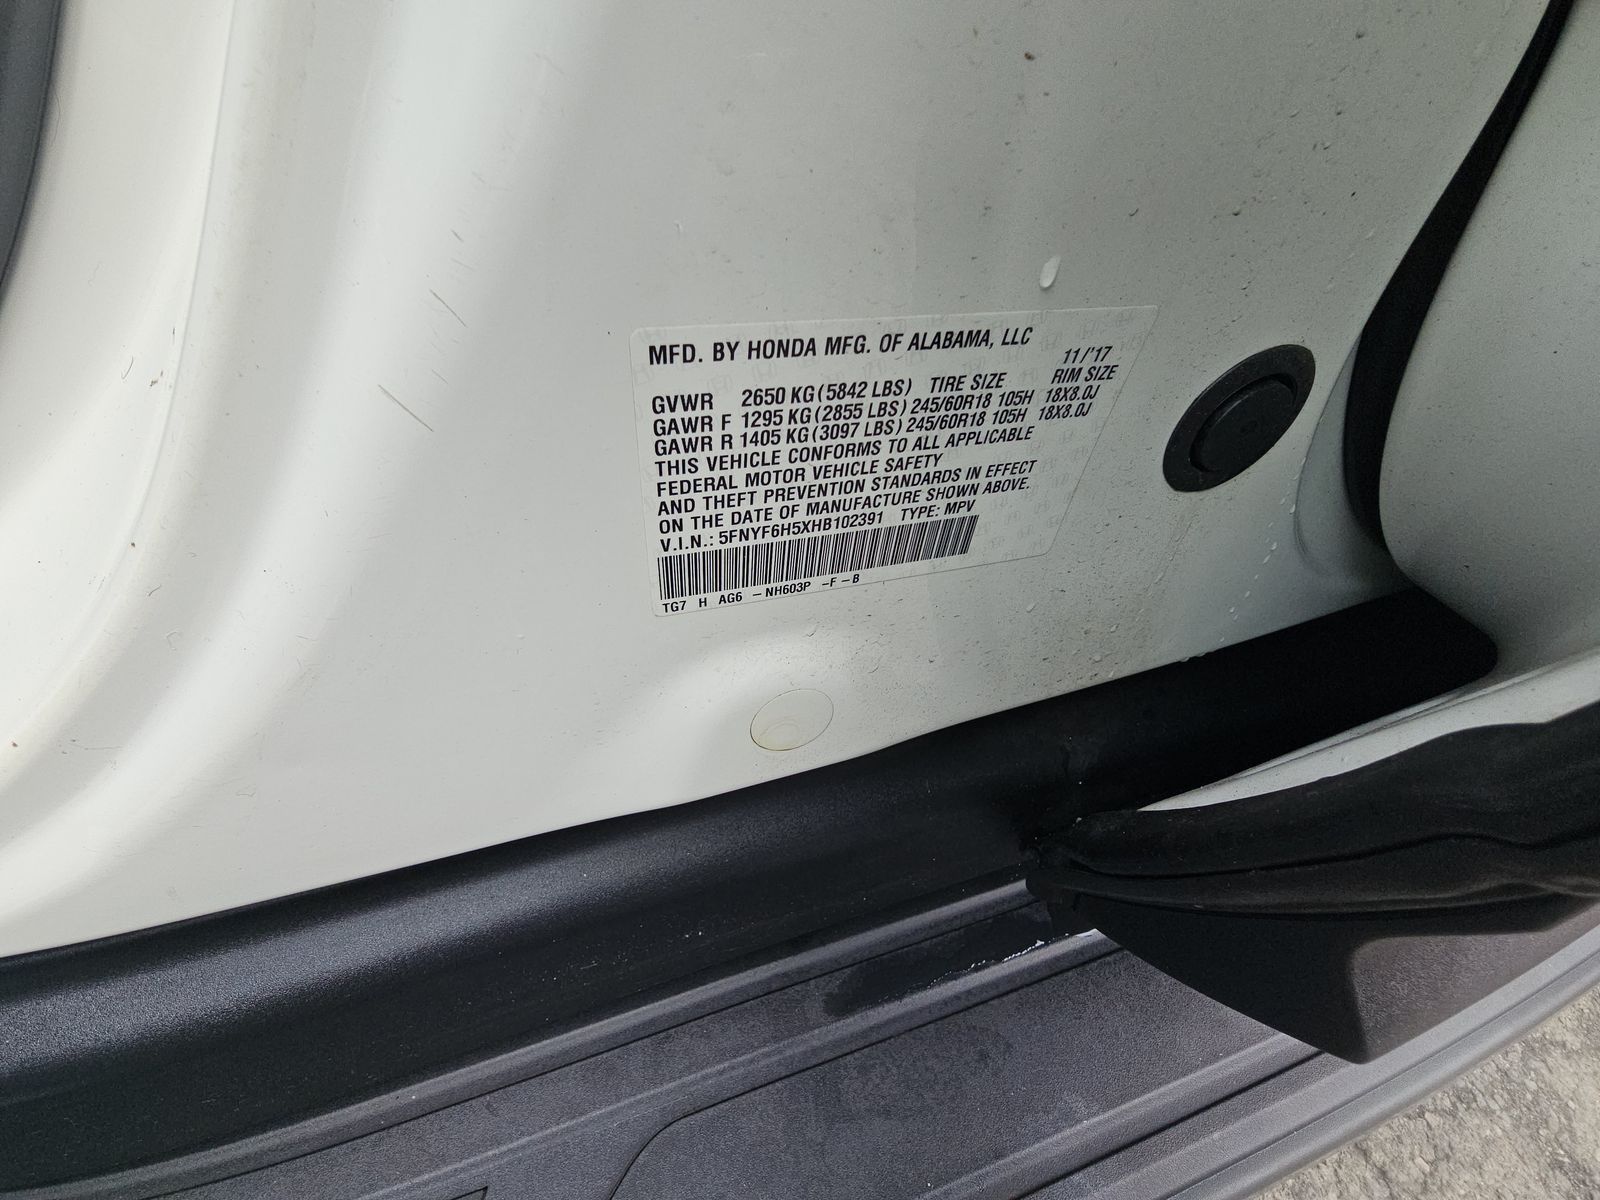 MFD. BY HONDA MFG. OF ALABAMA, LLC
11/'17
GVWR 2650 KG (5842 LBS) TIRE SIZE RIM SIZE
GAWR F 1295 KG (2855 LBS) 245/60R18 105H 18X8.0J
GAWR R 1405 KG (3097 LBS) 245/60R18 105H 18X8.0J
THIS VEHICLE CONFORMS TO ALL APPLICABLE
FEDERAL MOTOR VEHICLE SAFETY
AND THEFT PREVENTION STANDARDS IN EFFECT
ON THE DATE OF MANUFACTURE SHOWN ABOVE.
V.I.N.: 5FNYF6H5XHB102391 TYPE: MPV
TG7 H AG6 -NH603P -F-B